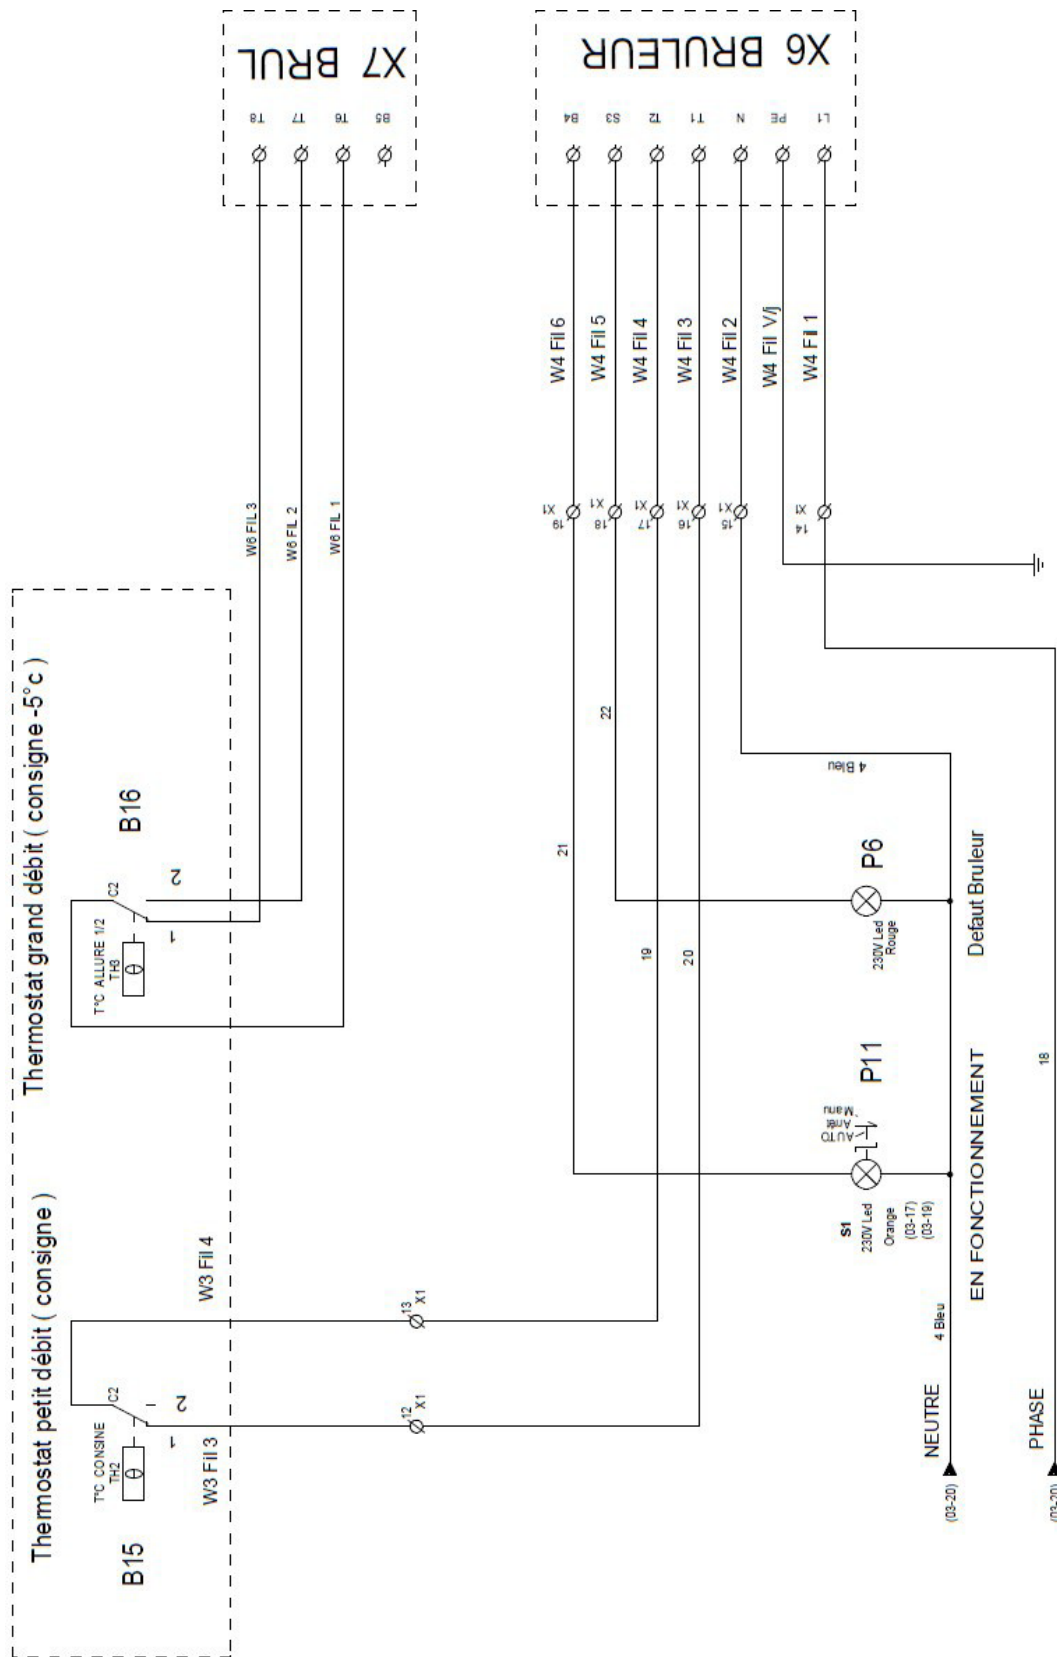 X7 BRUL
T8
T7
T6
B5
X6 BRULEUR
B4
S3
T2
T1
N
PE
L1
W4 Fil 6
W4 Fil 5
W4 Fil 4
W4 Fil 3
W4 Fil 2
W4 Fil V/j
W4 Fil 1
W6 FIL 3
W6 FIL 2
W6 FIL 1
X1
19
X1
18
X1
17
X1
16
X1
15
X1
14
Thermostat grand débit ( consigne -5°c )
B16
C2
2
1
T°C ALLURE 1/2
TH3
θ
22
21
19
20
4 Bleu
P6
230V Led
Rouge
Defaut Bruleur
P11
Manu
Arrêt
AUTO
S1
230V Led
Orange
(03-17)
(03-19)
EN FONCTIONNEMENT
18
Thermostat petit débit ( consigne )
B15
C2
2
1
T°C CONSINE
TH2
θ
W3 Fil 4
W3 Fil 3
13
X1
12
X1
4 Bleu
NEUTRE
(03-20)
PHASE
(03-20)